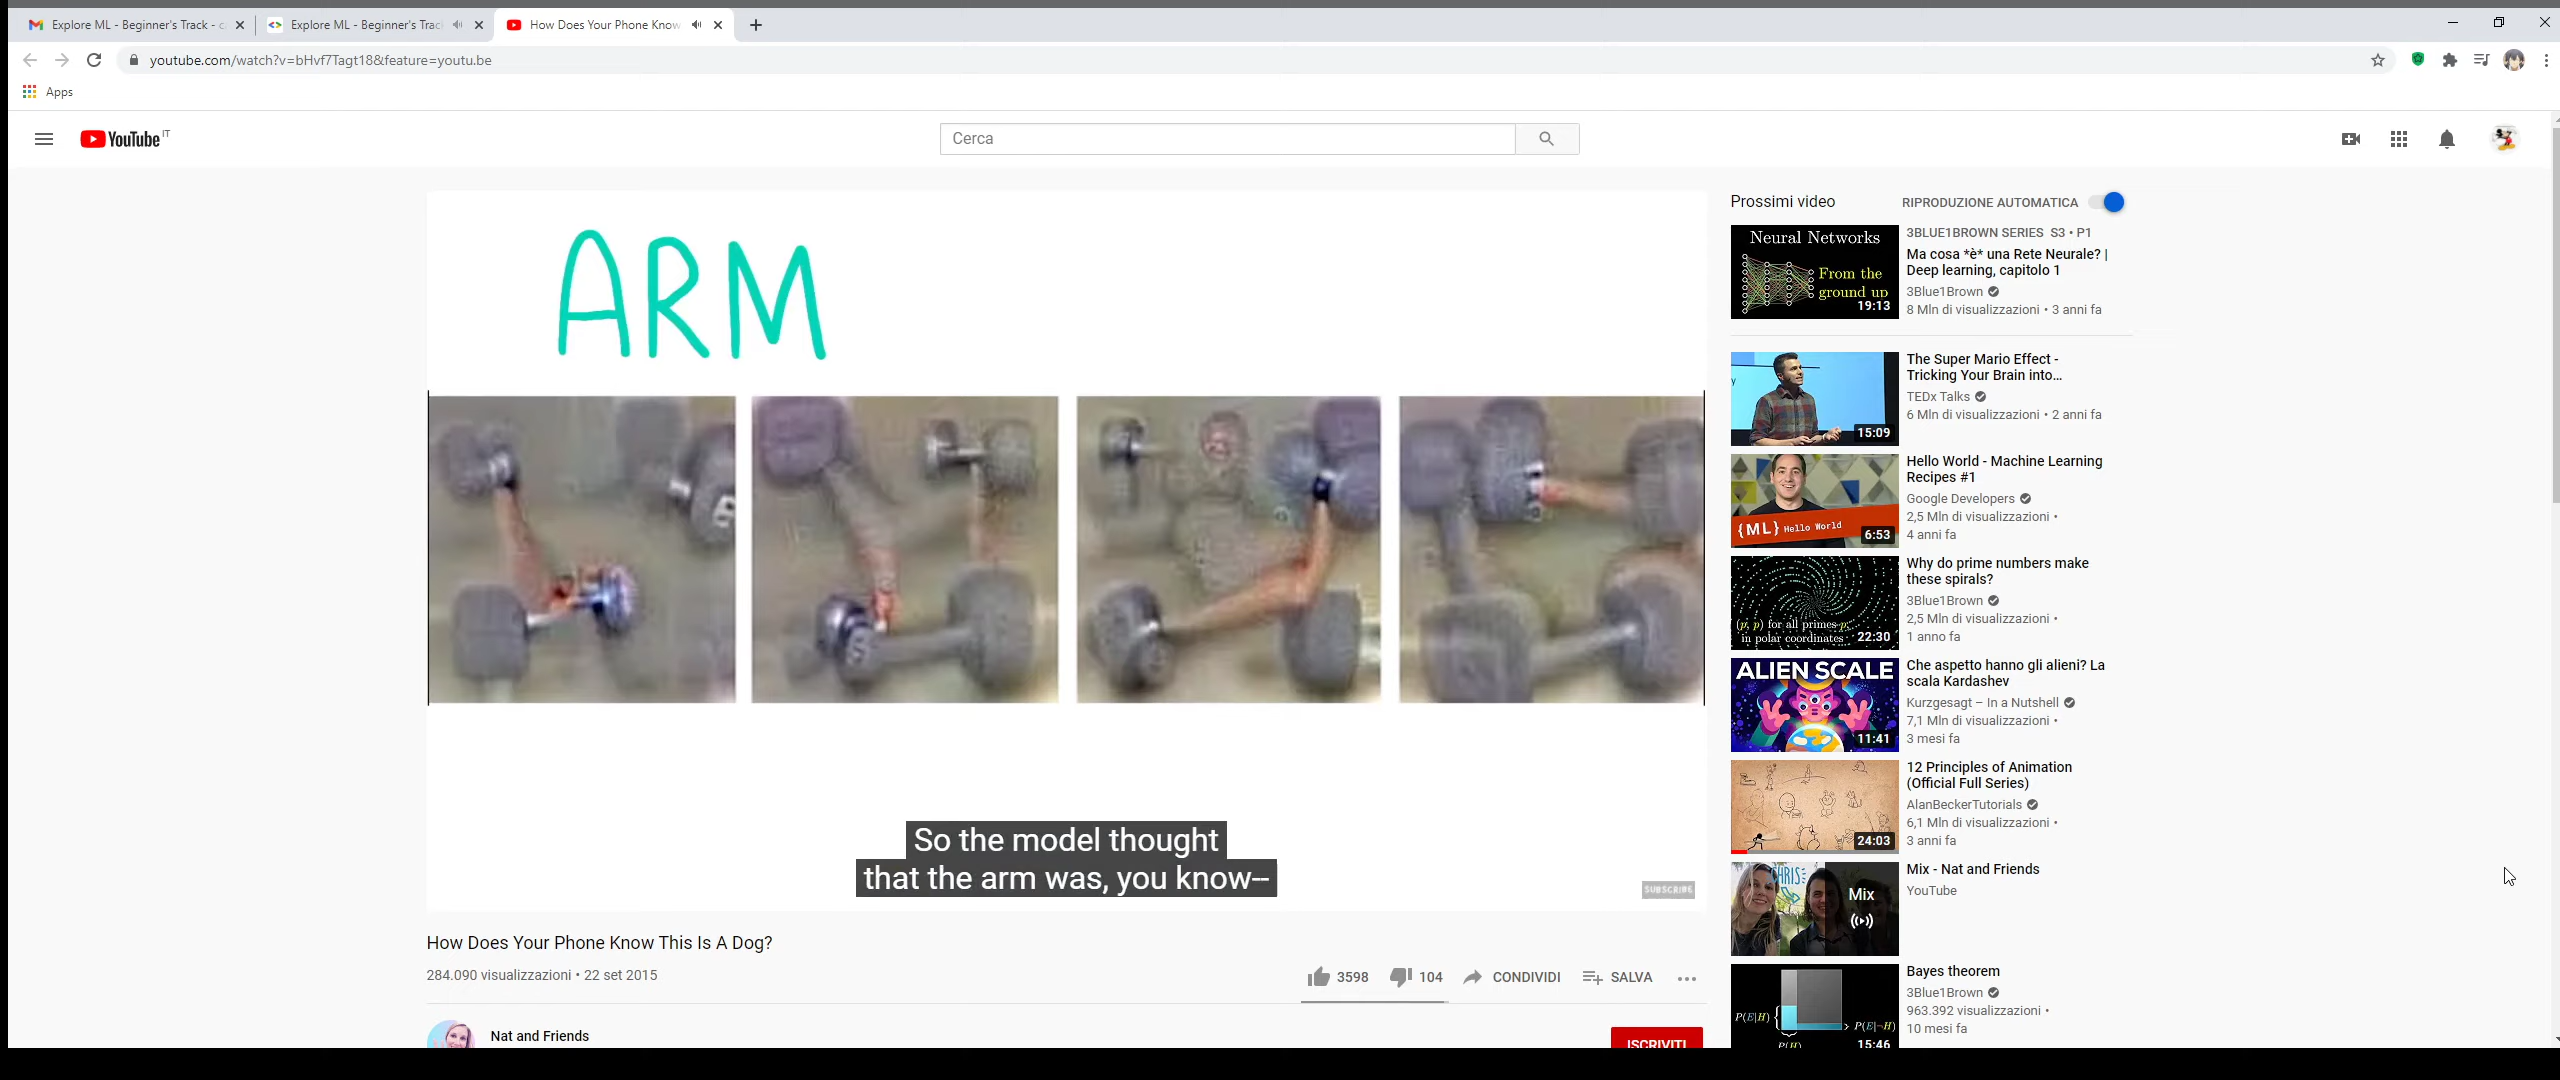 Explore ML - Beginner's Track - c
Explore ML - Beginner's Trac
How Does Your Phone Know
youtube.com/watch?v=bHvf7Tagt18&feature=youtu.be
Apps
YouTube IT
Cerca
ARM
So the model thought
that the arm was, you know--
SUBSCRIBE
How Does Your Phone Know This Is A Dog?
284.090 visualizzazioni • 22 set 2015
3598 104 CONDIVIDI SALVA
Nat and Friends
ISCRIVITI
Prossimi video RIPRODUZIONE AUTOMATICA
Neural Networks
From the
ground up
19:13
3BLUE1BROWN SERIES S3 • P1
Ma cosa *è* una Rete Neurale? |
Deep learning, capitolo 1
3Blue1Brown
8 Mln di visualizzazioni • 3 anni fa
15:09
The Super Mario Effect -
Tricking Your Brain into...
TEDx Talks
6 Mln di visualizzazioni • 2 anni fa
{ML} Hello World
6:53
Hello World - Machine Learning
Recipes #1
Google Developers
2,5 Mln di visualizzazioni •
4 anni fa
(p, p) for all primes p,
in polar coordinates
22:30
Why do prime numbers make
these spirals?
3Blue1Brown
2,5 Mln di visualizzazioni •
1 anno fa
ALIEN SCALE
11:41
Che aspetto hanno gli alieni? La
scala Kardashev
Kurzgesagt – In a Nutshell
7,1 Mln di visualizzazioni •
3 mesi fa
24:03
12 Principles of Animation
(Official Full Series)
AlanBeckerTutorials
6,1 Mln di visualizzazioni •
3 anni fa
CHRIS
Mix
Mix - Nat and Friends
YouTube
P(E|H)
P(E|¬H)
P(H)
15:46
Bayes theorem
3Blue1Brown
963.392 visualizzazioni •
10 mesi fa